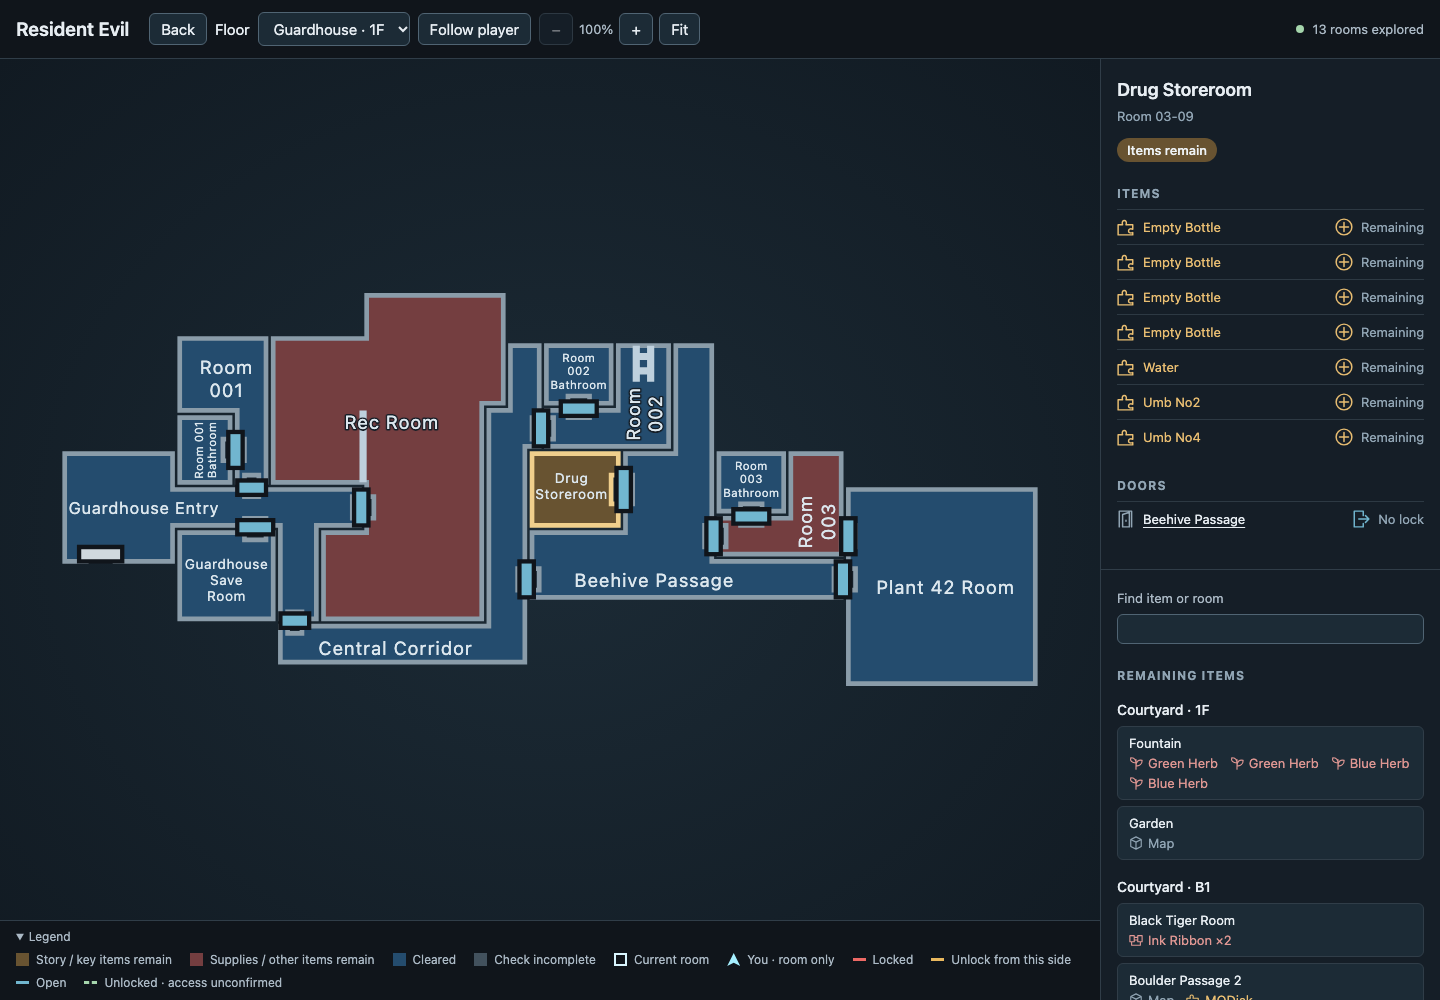 Resident Evil
Back
Floor
Guardhouse · 1F
Follow player
−
100%
+
Fit
13 rooms explored
Room
001
Room 001
Bathroom
Guardhouse Entry
Guardhouse
Save
Room
Rec Room
Central Corridor
Room
002
Bathroom
Room
002
Drug
Storeroom
Beehive Passage
Room
003
Bathroom
Room
003
Plant 42 Room
Drug Storeroom
Room 03-09
Items remain
ITEMS
Empty Bottle Remaining
Empty Bottle Remaining
Empty Bottle Remaining
Empty Bottle Remaining
Water Remaining
Umb No2 Remaining
Umb No4 Remaining
DOORS
Beehive Passage No lock
Find item or room
REMAINING ITEMS
Courtyard · 1F
Fountain
Green Herb Green Herb Blue Herb
Blue Herb
Garden
Map
Courtyard · B1
Black Tiger Room
Ink Ribbon ×2
Boulder Passage 2
Map MODisk
▼ Legend
Story / key items remain Supplies / other items remain Cleared Check incomplete Current room You · room only Locked Unlock from this side
Open Unlocked · access unconfirmed